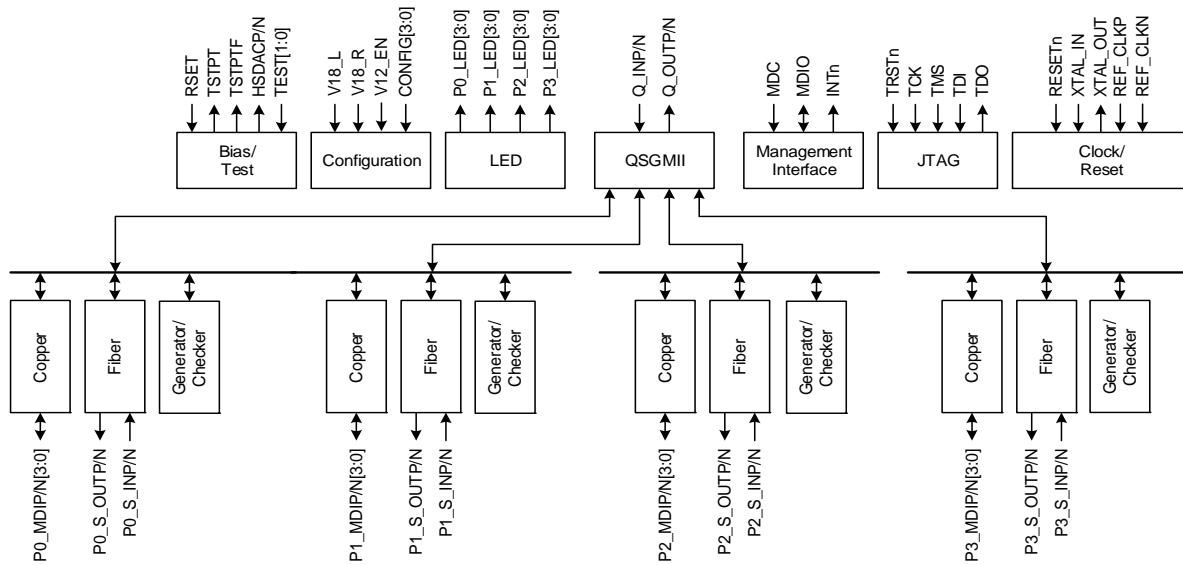 RSET
TSTPT
TSTPTF
HSDACP/N
TEST[1:0]
V18_L
V18_R
V12_EN
CONFIG[3:0]
P0_LED[3:0]
P1_LED[3:0]
P2_LED[3:0]
P3_LED[3:0]
Q_INP/N
Q_OUTP/N
MDC
MDIO
INTn
TRSTn
TCK
TMS
TDI
TDO
RESETn
XTAL_IN
XTAL_OUT
REF_CLKP
REF_CLKN
Bias/
Test
Configuration
LED
QSGMII
Management
Interface
JTAG
Clock/
Reset
Copper
Fiber
Generator/
Checker
Copper
Fiber
Generator/
Checker
Copper
Fiber
Generator/
Checker
Copper
Fiber
Generator/
Checker
P0_MDIP/N[3:0]
P0_S_OUTP/N
P0_S_INP/N
P1_MDIP/N[3:0]
P1_S_OUTP/N
P1_S_INP/N
P2_MDIP/N[3:0]
P2_S_OUTP/N
P2_S_INP/N
P3_MDIP/N[3:0]
P3_S_OUTP/N
P3_S_INP/N